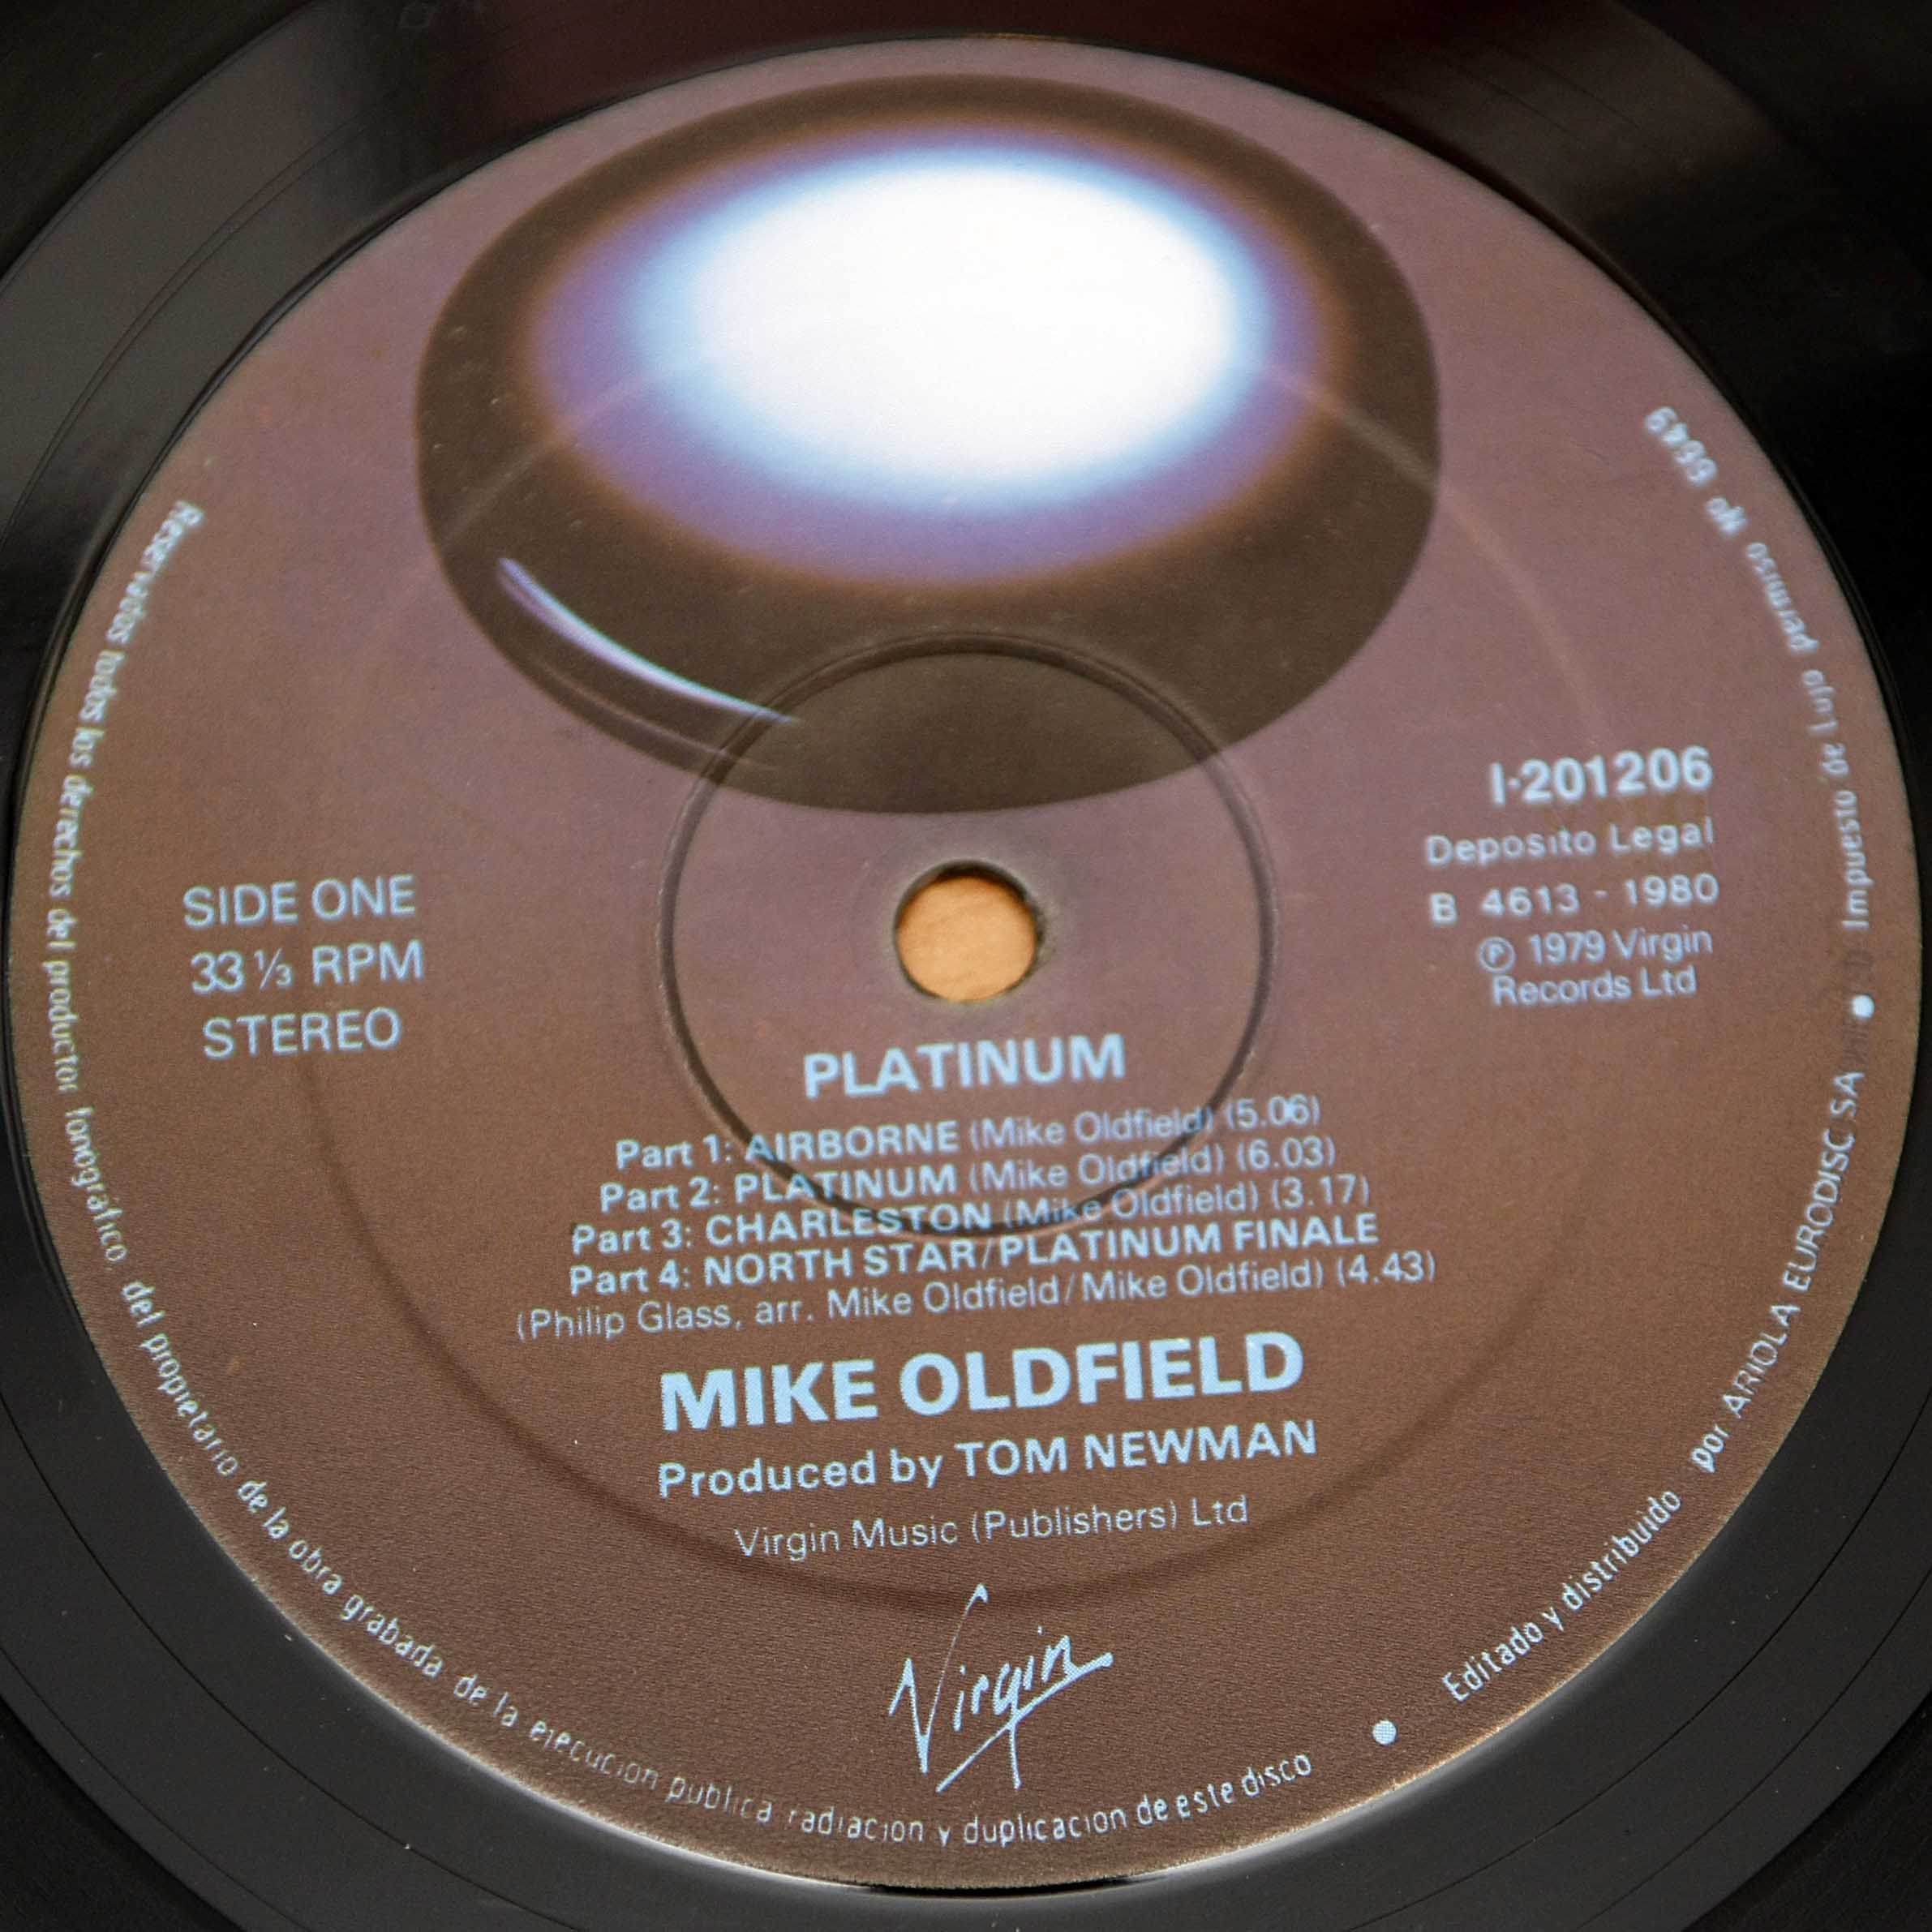 SIDE ONE
33 ⅓ RPM
STEREO
I-201206
Deposito Legal
B 4613 - 1980
℗ 1979 Virgin
Records Ltd
PLATINUM
Part 1: AIRBORNE (Mike Oldfield) (5.06)
Part 2: PLATINUM (Mike Oldfield) (6.03)
Part 3: CHARLESTON (Mike Oldfield) (3.17)
Part 4: NORTH STAR/PLATINUM FINALE
(Philip Glass, arr. Mike Oldfield/Mike Oldfield) (4.43)
MIKE OLDFIELD
Produced by TOM NEWMAN
Virgin Music (Publishers) Ltd
Virgin
Reservados todos los derechos del productor fonográfico del propietario de la obra grabada de la ejecucion publica radiacion y duplicacion de este disco • Editado y distribuido por ARIOLA EURODISC SA • Impuesto de Lujo permiso Nº 6649